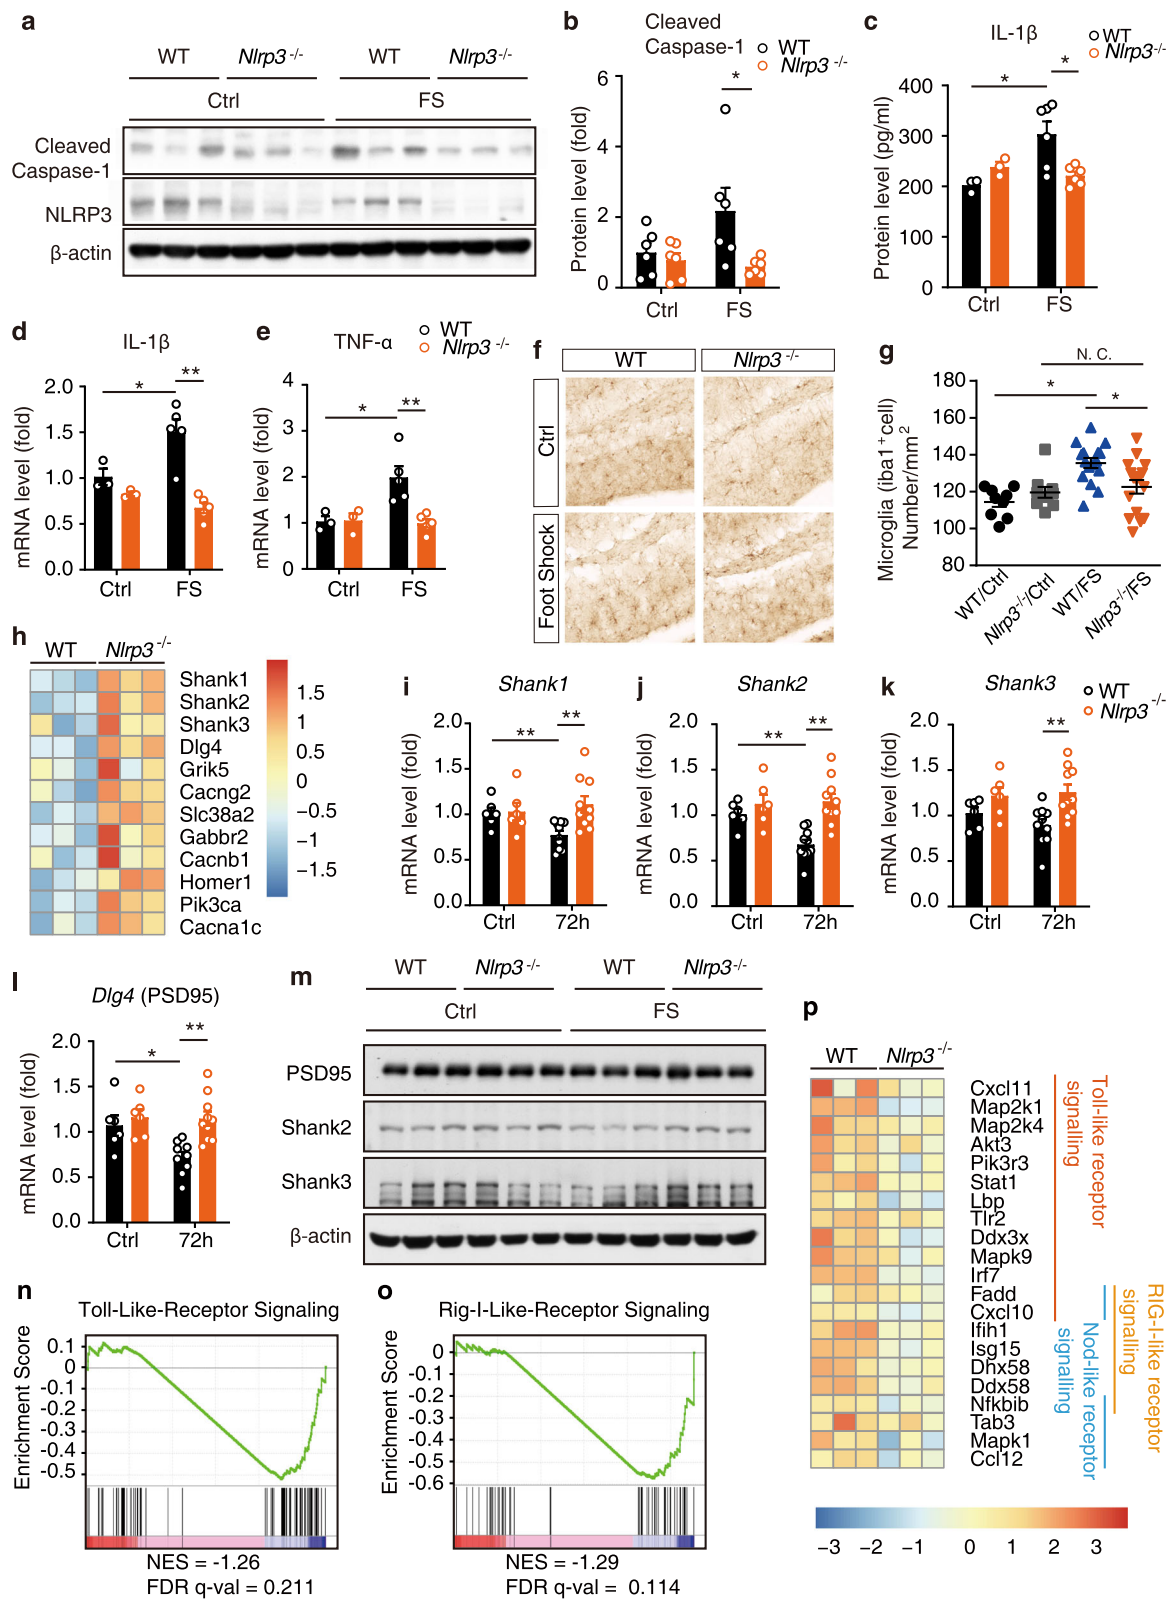 a
WT
Nlrp3 -/-
WT
Nlrp3 -/-
Ctrl
FS
Cleaved
Caspase-1
NLRP3
β-actin
b
Cleaved
Caspase-1
WT
Nlrp3 -/-
*
Protein level (fold)
6
4
2
0
Ctrl
FS
c
IL-1β
WT
Nlrp3 -/-
*
*
Protein level (pg/ml)
400
300
200
100
0
Ctrl
FS
d
IL-1β
*
**
mRNA level (fold)
2.0
1.5
1.0
0.5
0.0
Ctrl
FS
e
TNF-α
WT
Nlrp3 -/-
*
**
mRNA level (fold)
4
3
2
1
0
Ctrl
FS
f
WT
Nlrp3 -/-
Ctrl
Foot Shock
g
N. C.
*
*
Microglia (iba1 + cell)
Number/mm2
180
160
140
120
100
80
WT/Ctrl
Nlrp3-/-/Ctrl
WT/FS
Nlrp3-/-/FS
h
WT
Nlrp3 -/-
Shank1
Shank2
Shank3
Dlg4
Grik5
Cacng2
Slc38a2
Gabbr2
Cacnb1
Homer1
Pik3ca
Cacna1c
1.5
1
0.5
0
−0.5
−1
−1.5
i
Shank1
**
**
mRNA level (fold)
2.0
1.5
1.0
0.5
0.0
Ctrl
72h
j
Shank2
**
**
mRNA level (fold)
2.0
1.5
1.0
0.5
0.0
Ctrl
72h
k
Shank3
WT
Nlrp3 -/-
**
mRNA level (fold)
2.0
1.5
1.0
0.5
0.0
Ctrl
72h
l
Dlg4 (PSD95)
*
**
mRNA level (fold)
2.0
1.5
1.0
0.5
0.0
Ctrl
72h
m
WT
Nlrp3 -/-
WT
Nlrp3 -/-
Ctrl
FS
PSD95
Shank2
Shank3
β-actin
n
Toll-Like-Receptor Signaling
Enrichment Score
0.1
0
-0.1
-0.2
-0.3
-0.4
-0.5
NES = -1.26
FDR q-val = 0.211
o
Rig-I-Like-Receptor Signaling
Enrichment Score
0
-0.1
-0.2
-0.3
-0.4
-0.5
-0.6
NES = -1.29
FDR q-val = 0.114
p
WT
Nlrp3 -/-
Cxcl11
Map2k1
Map2k4
Akt3
Pik3r3
Stat1
Lbp
Tlr2
Ddx3x
Mapk9
Irf7
Fadd
Cxcl10
Ifih1
Isg15
Dhx58
Ddx58
Nfkbib
Tab3
Mapk1
Ccl12
Toll-like receptor
signalling
Nod-like receptor
signalling
RIG-I-like receptor
signalling
−3
−2
−1
0
1
2
3